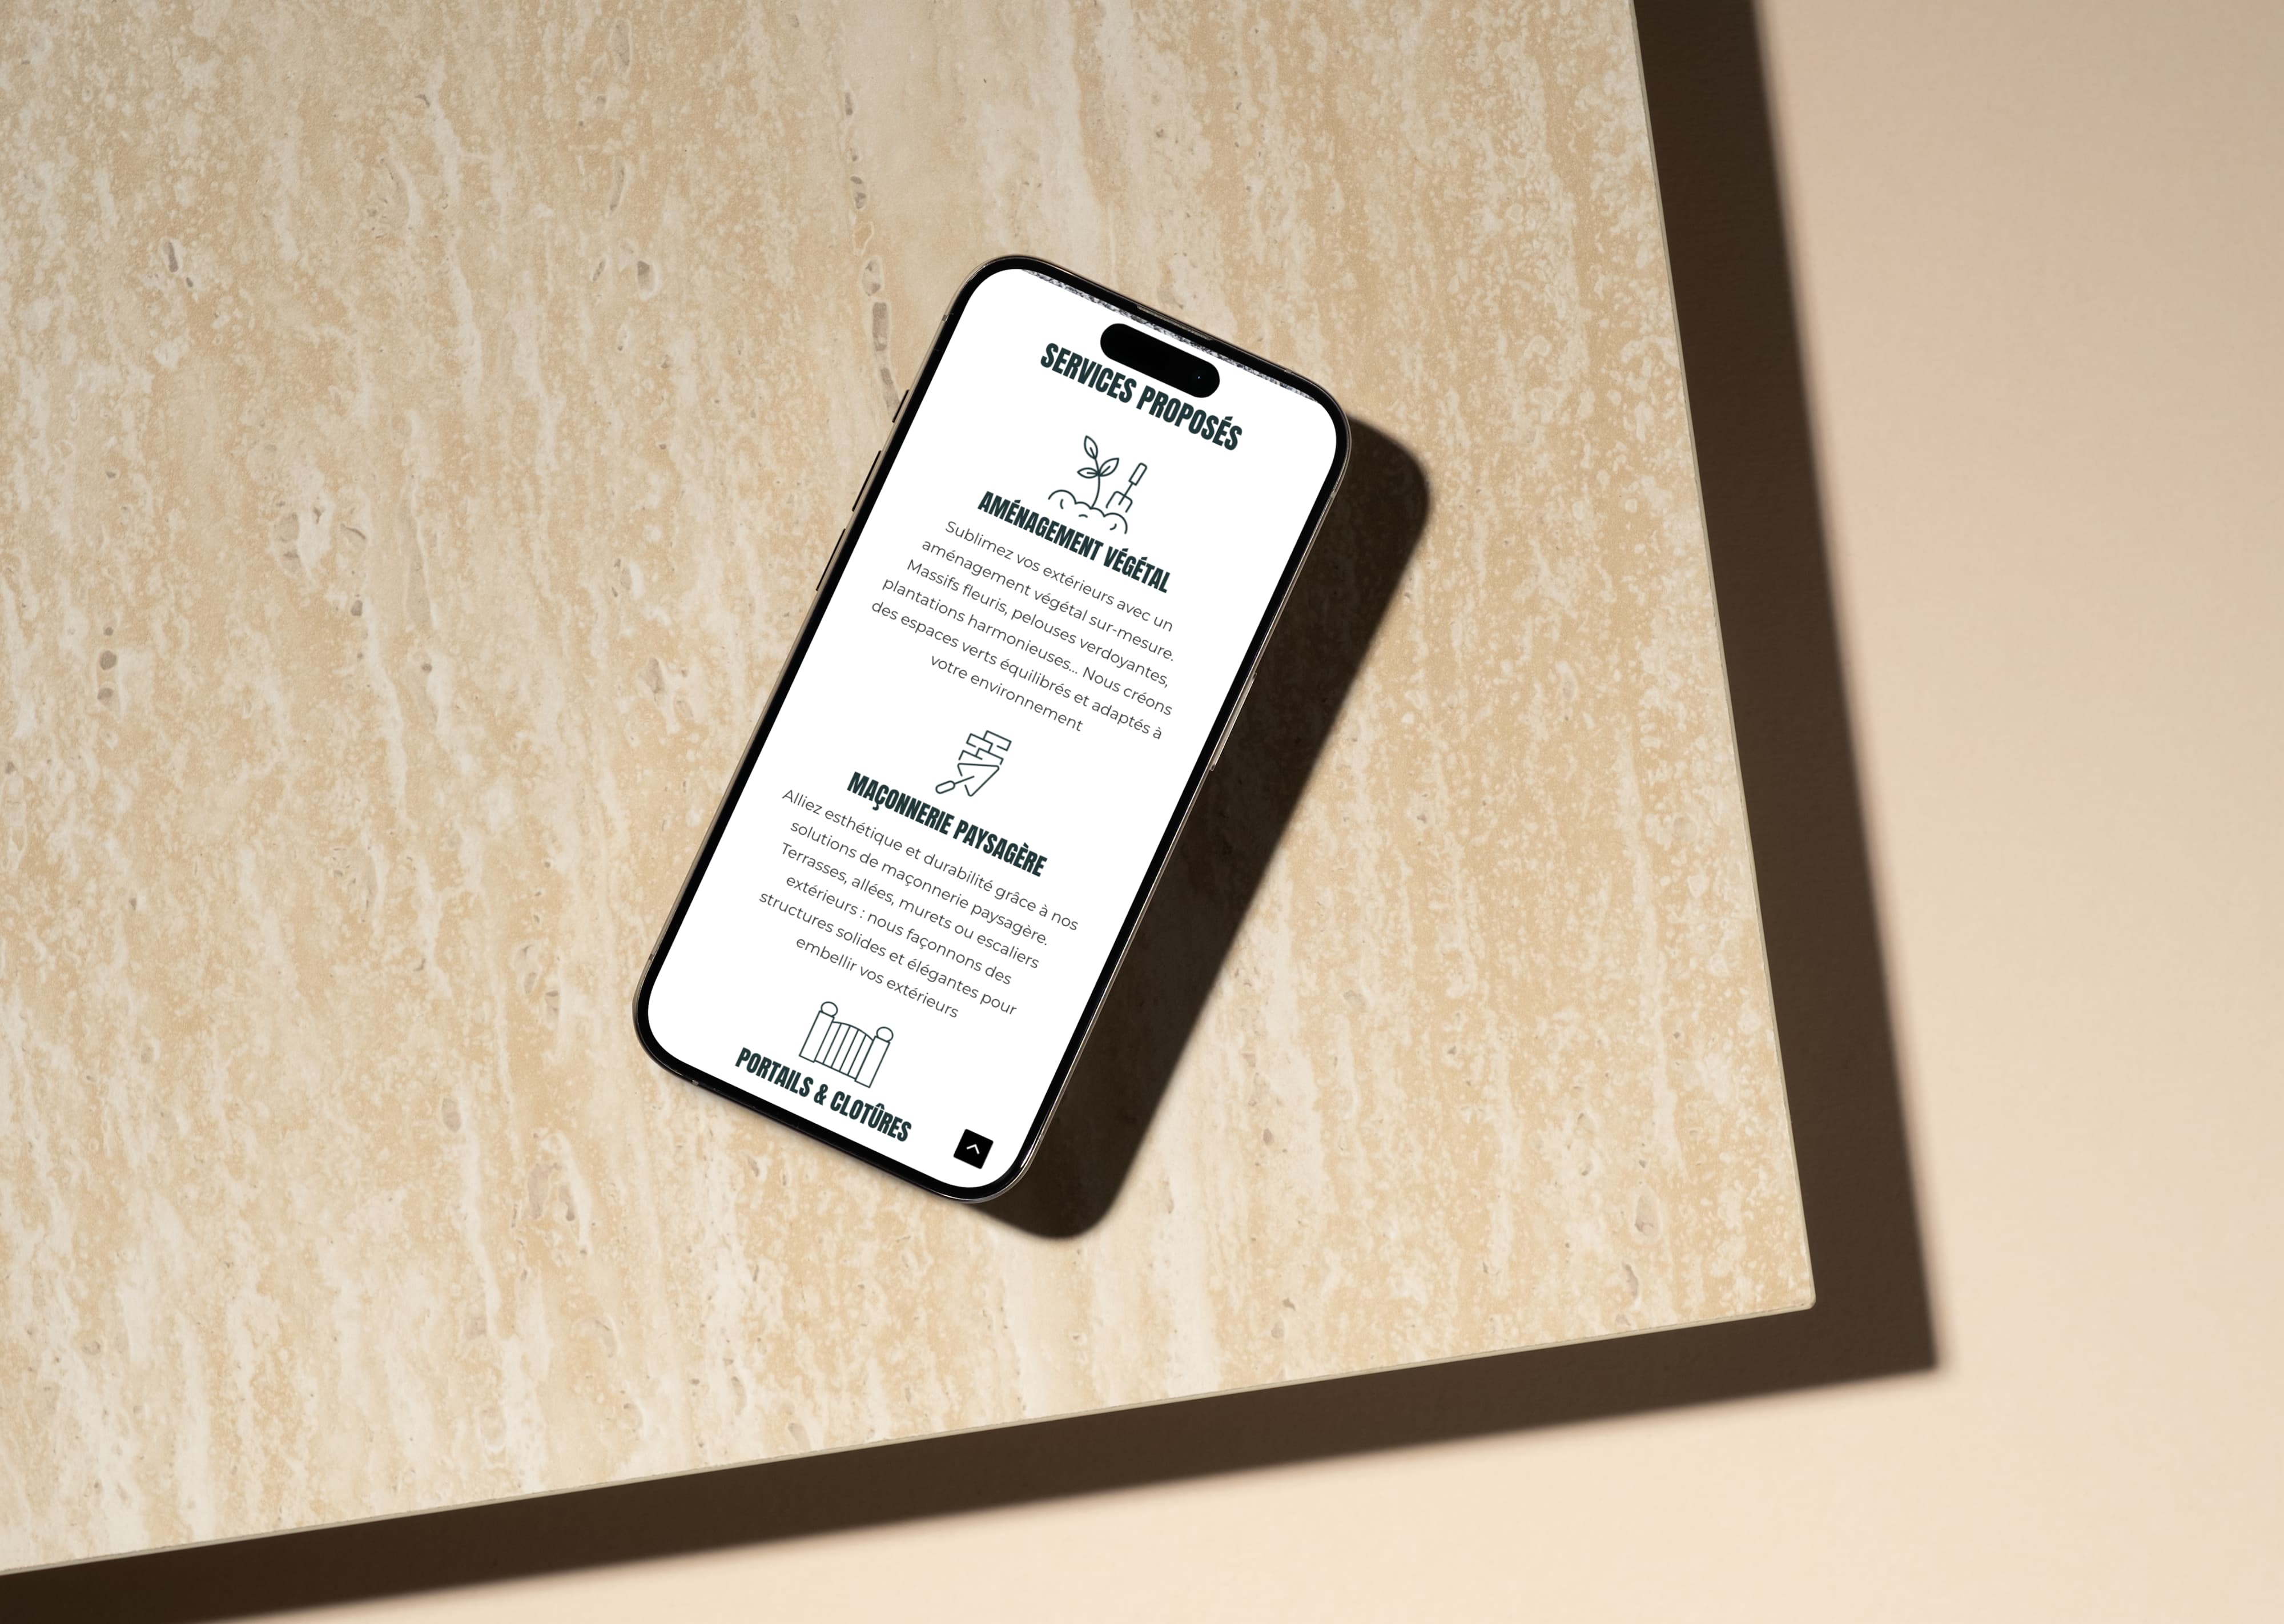 SERVICES PROPOSÉS
AMÉNAGEMENT VÉGÉTAL
Sublimez vos extérieurs avec un
aménagement végétal sur-mesure.
Massifs fleuris, pelouses verdoyantes,
plantations harmonieuses... Nous créons
des espaces verts équilibrés et adaptés à
votre environnement
MAÇONNERIE PAYSAGÈRE
Alliez esthétique et durabilité grâce à nos
solutions de maçonnerie paysagère.
Terrasses, allées, murets ou escaliers
extérieurs : nous façonnons des
structures solides et élégantes pour
embellir vos extérieurs
PORTAILS & CLOTÛRES